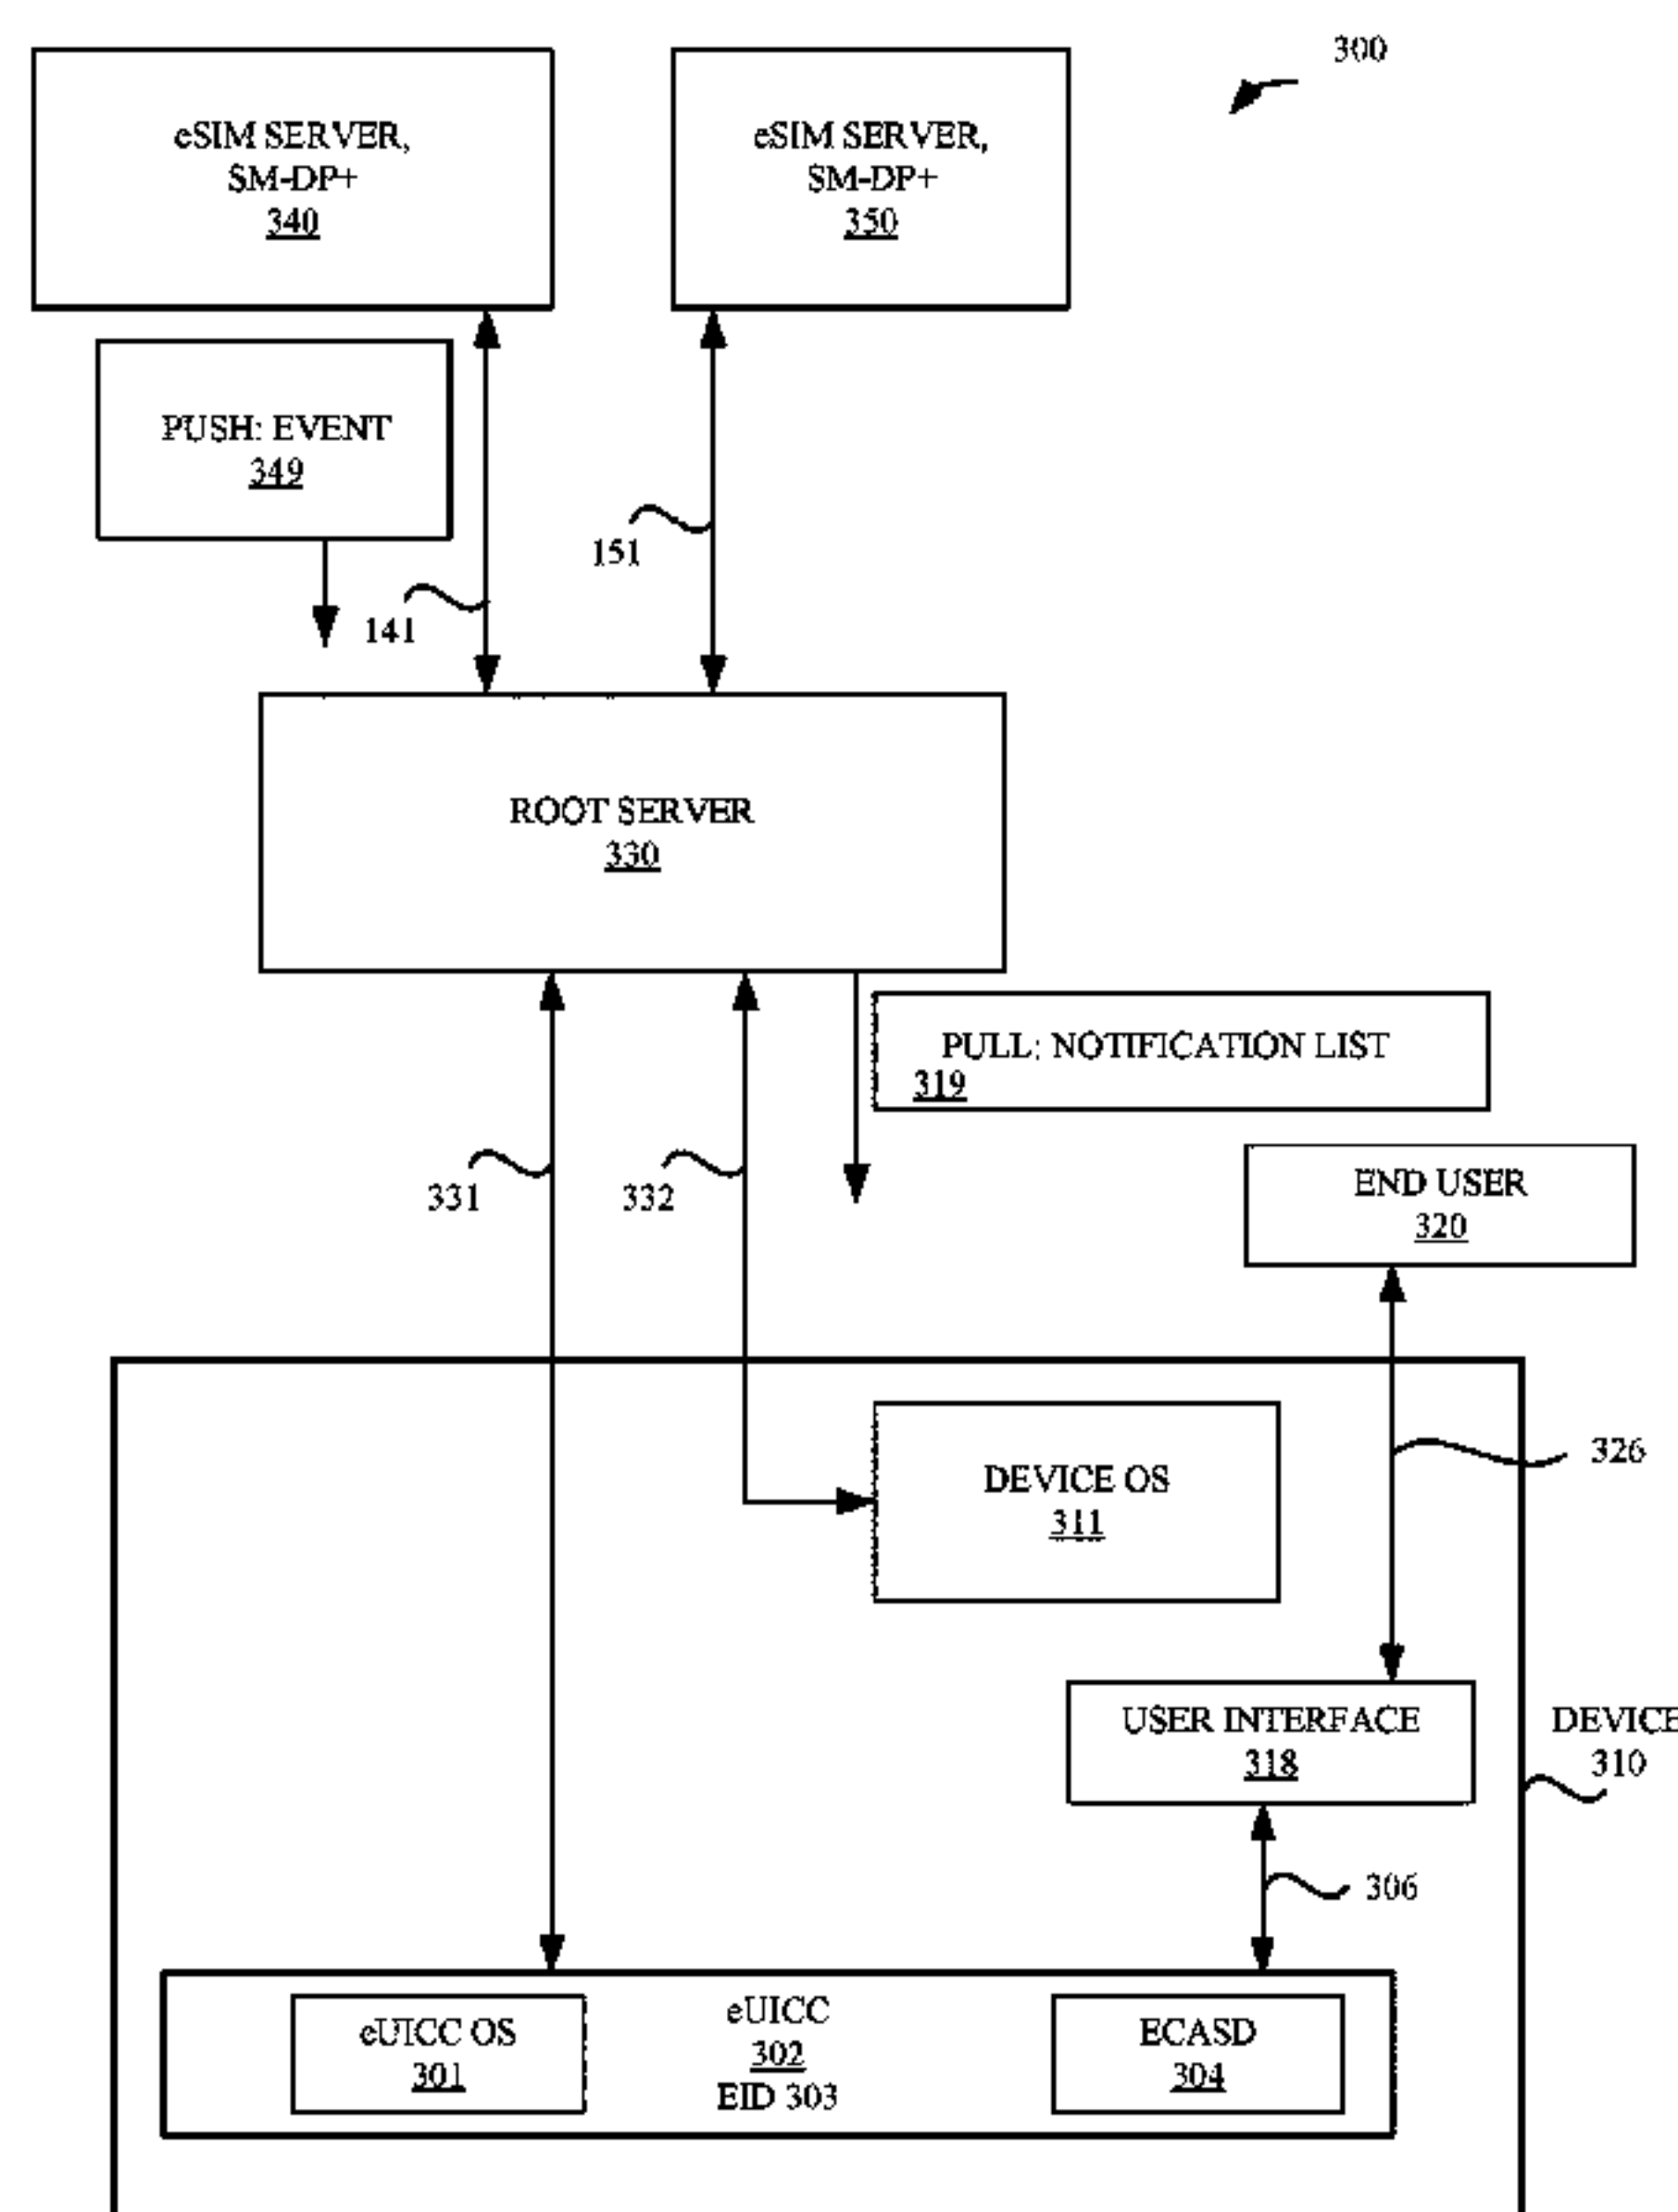 300
eSIM SERVER,
SM-DP+
340
eSIM SERVER,
SM-DP+
350
PUSH: EVENT
349
151
141
ROOT SERVER
330
PULL: NOTIFICATION LIST
319
331
332
END USER
320
DEVICE OS
311
326
USER INTERFACE
318
DEVICE
310
306
eUICC OS
301
eUICC
302
EID 303
ECASD
304